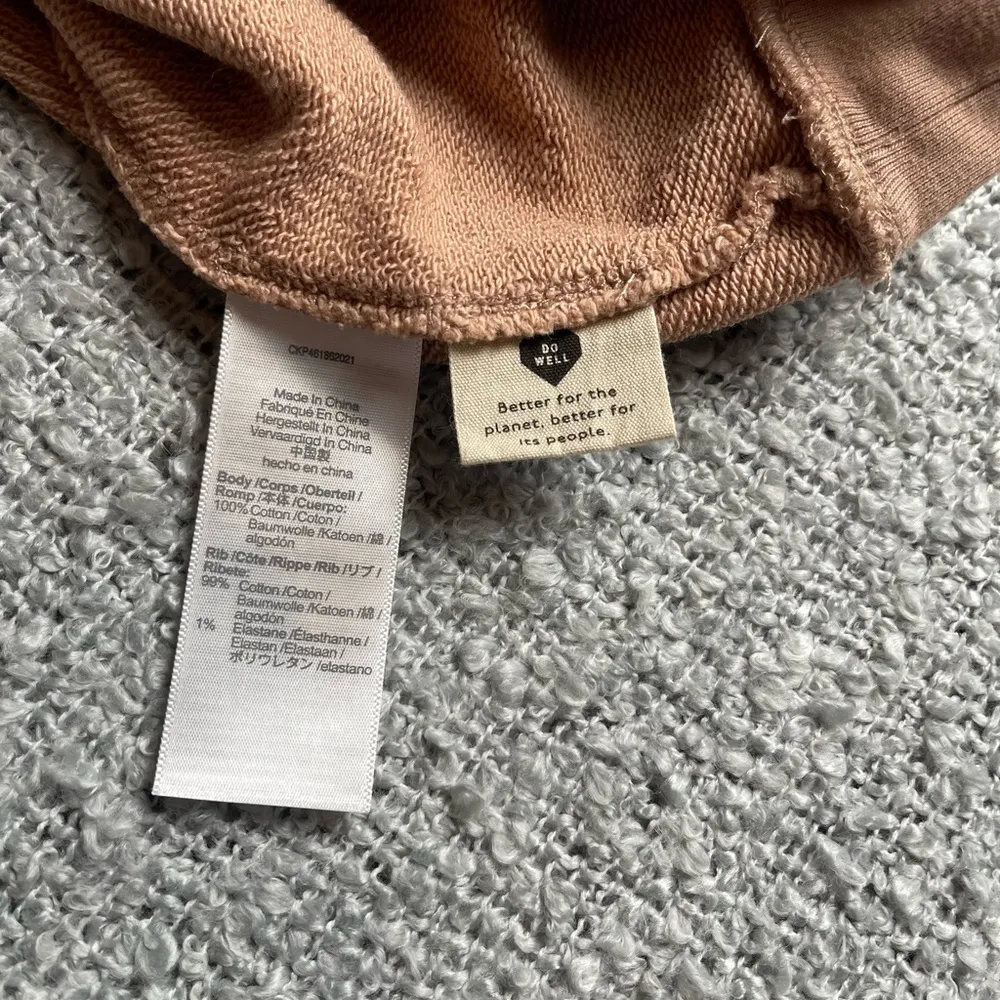 CKP461862021
Made In China
Fabriqué En Chine
Hergestellt In China
Vervaardigd In China
中国製
hecho en china
Body /Corps /Oberteil /
Romp /本体 /Cuerpo:
100% Cotton /Coton /
Baumwolle /Katoen /綿 /
algodón
Rib /Côte /Rippe /Rib /リブ /
Ribete:
99% Cotton /Coton /
Baumwolle /Katoen /綿 /
algodón
1% Elastane /Élasthanne /
Elastan /Elastaan /
ポリウレタン /elastano
DO
WELL
Better for the
planet, better for
its people.